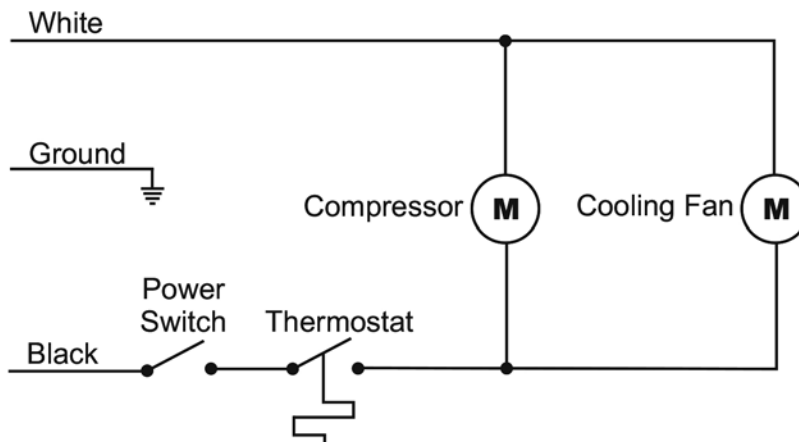 White
Ground
Compressor M
Cooling Fan M
Power
Switch
Thermostat
Black